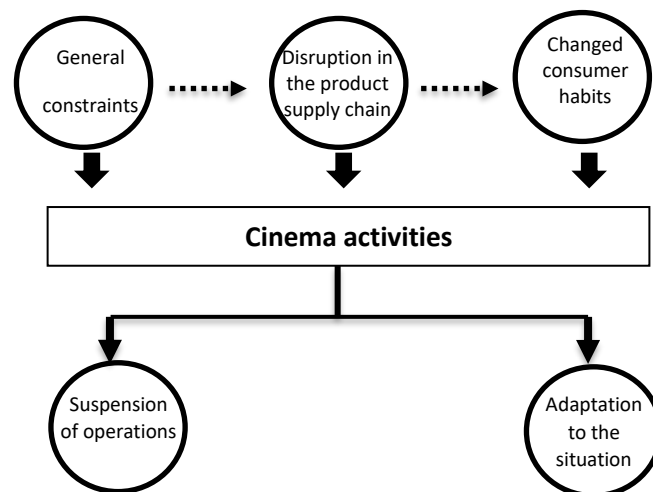 General
constraints
Disruption in
the product
supply chain
Changed
consumer
habits
Cinema activities
Suspension
of operations
Adaptation
to the
situation